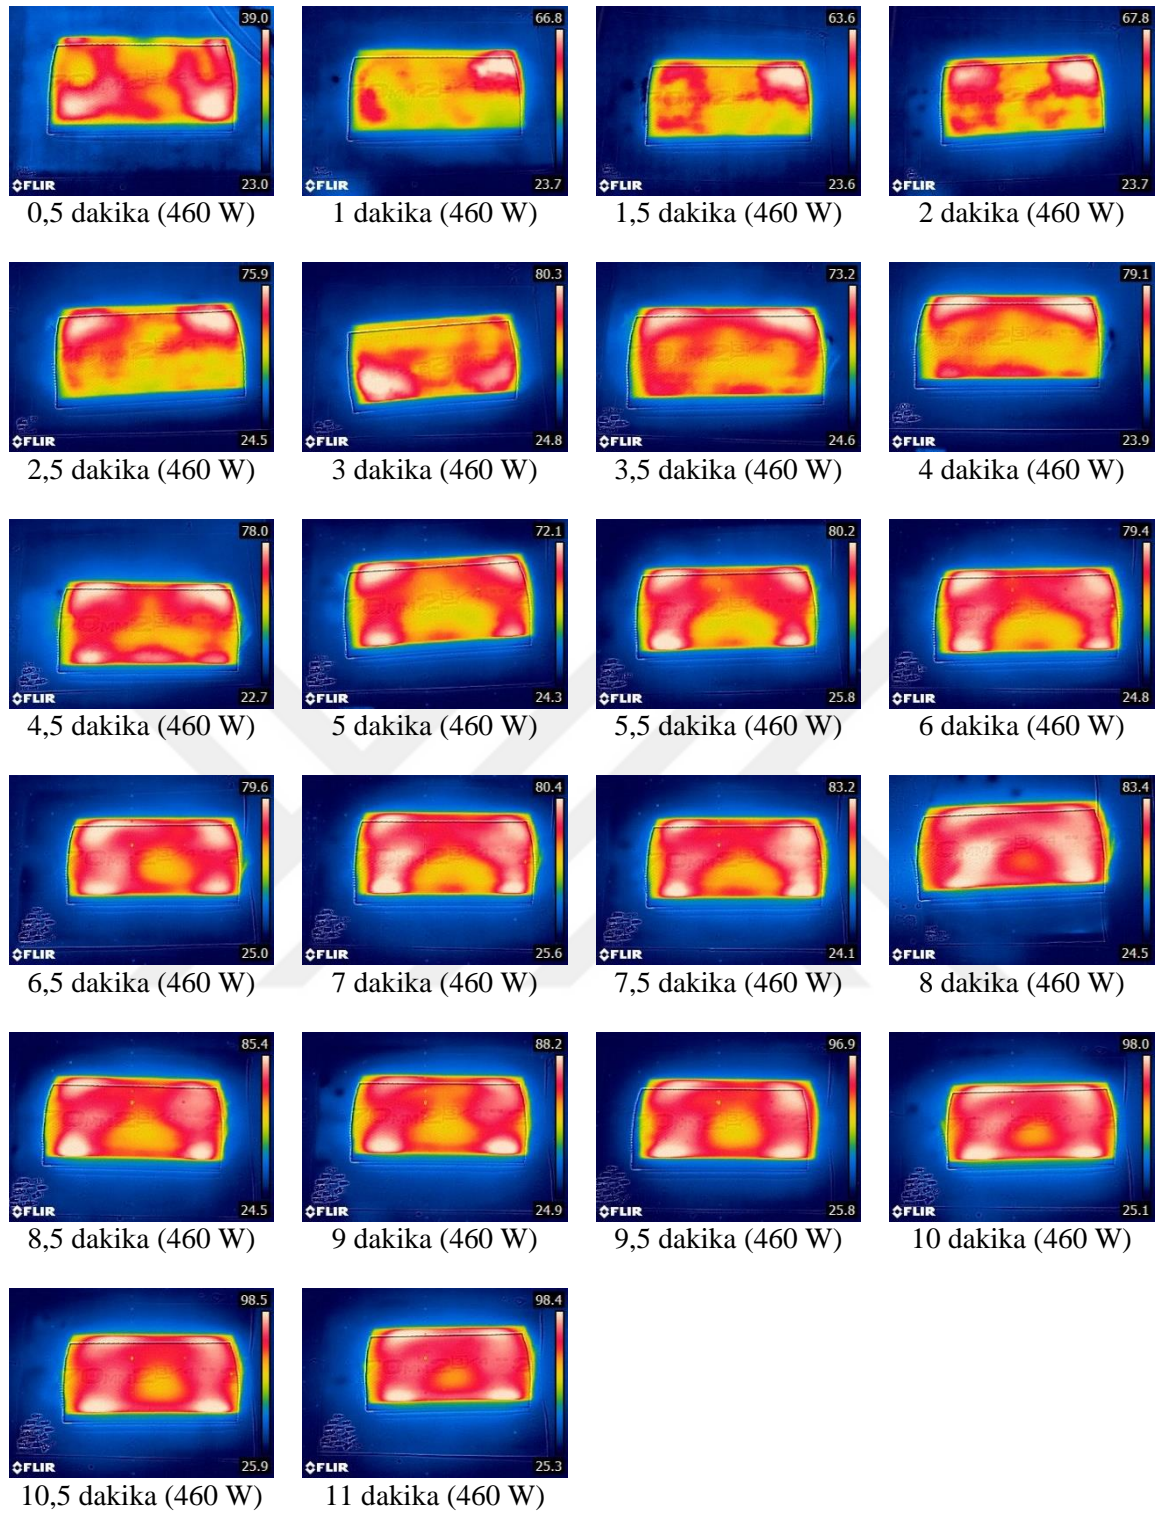 39.0 66.8 63.6 67.8
FLIR 23.0 FLIR 23.7 FLIR 23.6 FLIR 23.7
0,5 dakika (460 W) 1 dakika (460 W) 1,5 dakika (460 W) 2 dakika (460 W)
75.9 80.3 73.2 79.1
FLIR 24.5 FLIR 24.8 FLIR 24.6 FLIR 23.9
2,5 dakika (460 W) 3 dakika (460 W) 3,5 dakika (460 W) 4 dakika (460 W)
78.0 72.1 80.2 79.4
FLIR 22.7 FLIR 24.3 FLIR 25.8 FLIR 24.8
4,5 dakika (460 W) 5 dakika (460 W) 5,5 dakika (460 W) 6 dakika (460 W)
79.6 80.4 83.2 83.4
FLIR 25.0 FLIR 25.6 FLIR 24.1 FLIR 24.5
6,5 dakika (460 W) 7 dakika (460 W) 7,5 dakika (460 W) 8 dakika (460 W)
85.4 88.2 96.9 98.0
FLIR 24.5 FLIR 24.9 FLIR 25.8 FLIR 25.1
8,5 dakika (460 W) 9 dakika (460 W) 9,5 dakika (460 W) 10 dakika (460 W)
98.5 98.4
FLIR 25.9 FLIR 25.3
10,5 dakika (460 W) 11 dakika (460 W)